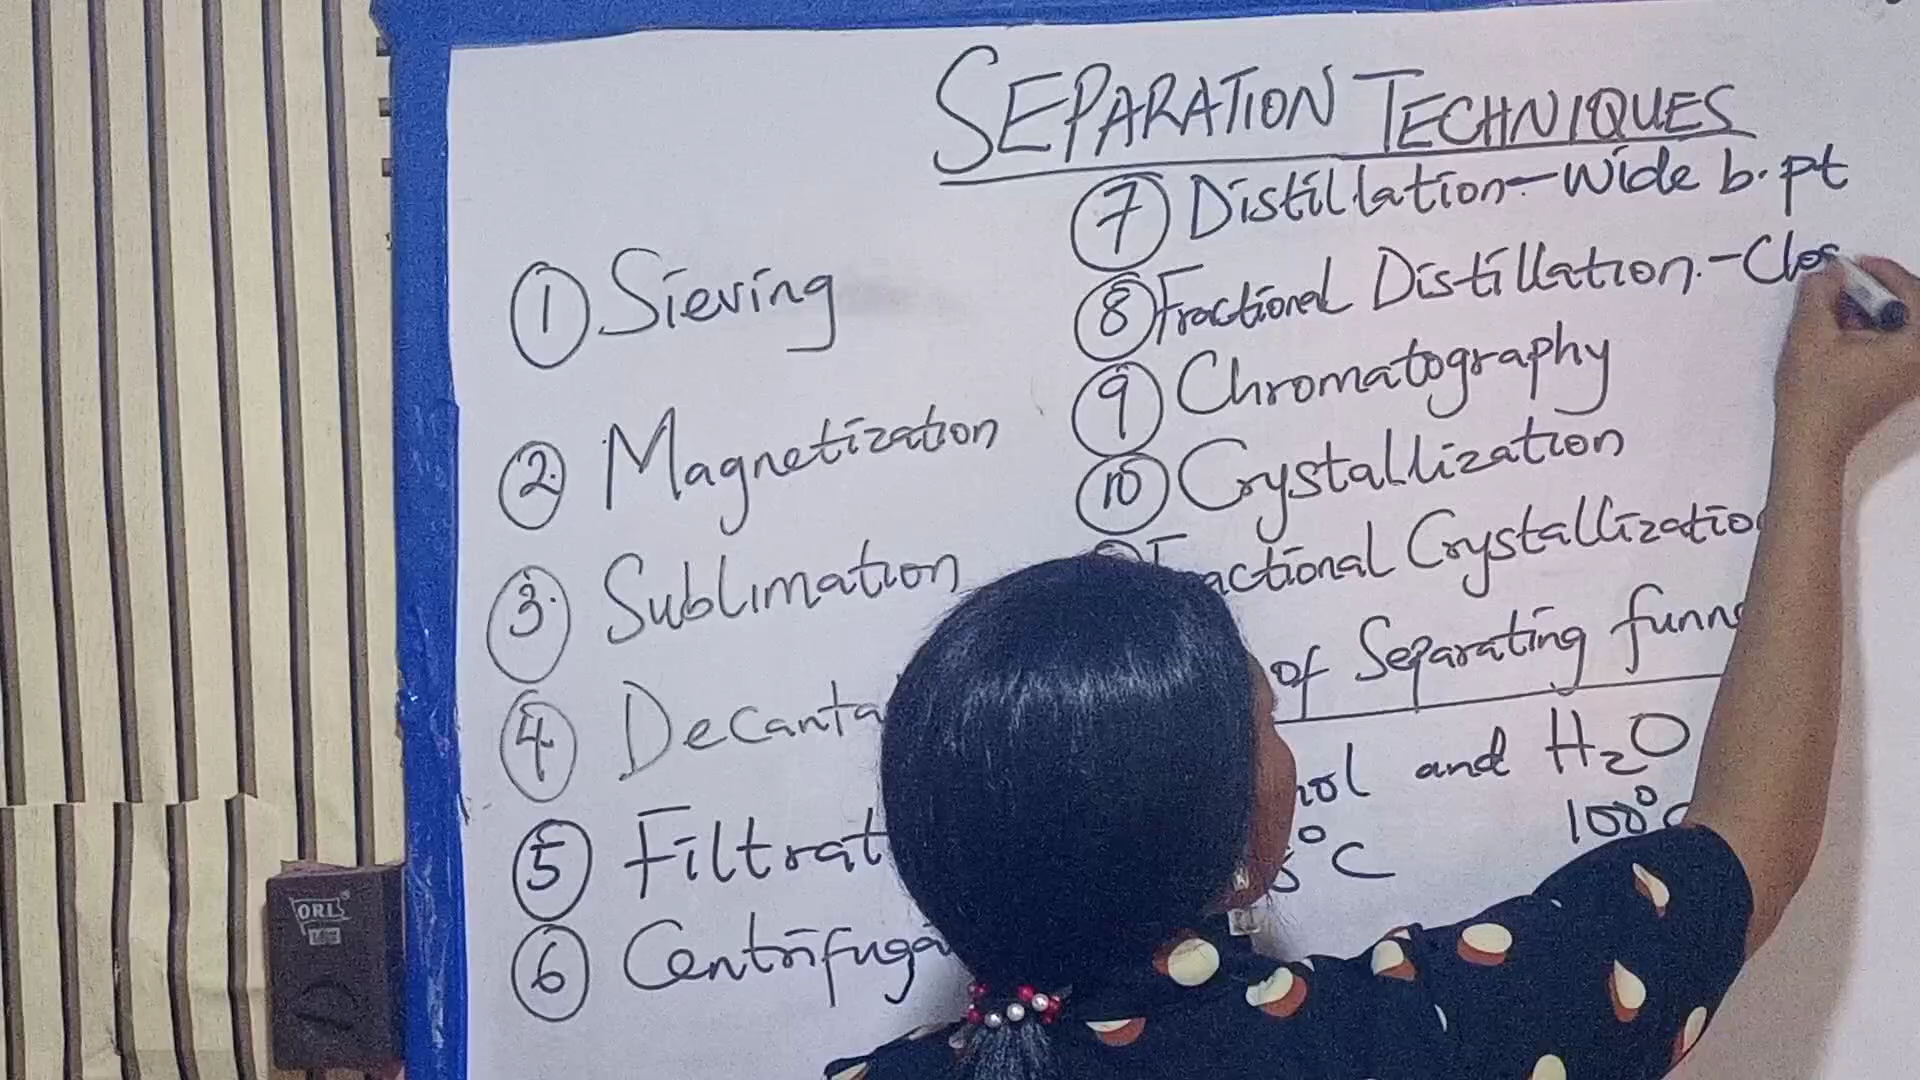 SEPARATION TECHNIQUES
① Sieving
② Magnetization
③ Sublimation
④ Decanta
⑤ Filtrat
⑥ Centrifuga
⑦ Distillation - Wide b.pt
⑧ Fractional Distillation. - Clos
⑨ Chromatography
⑩ Crystallization
Fractional Crystallizatio
of Separating funn
nol and H₂O
°C 100°C
ORL